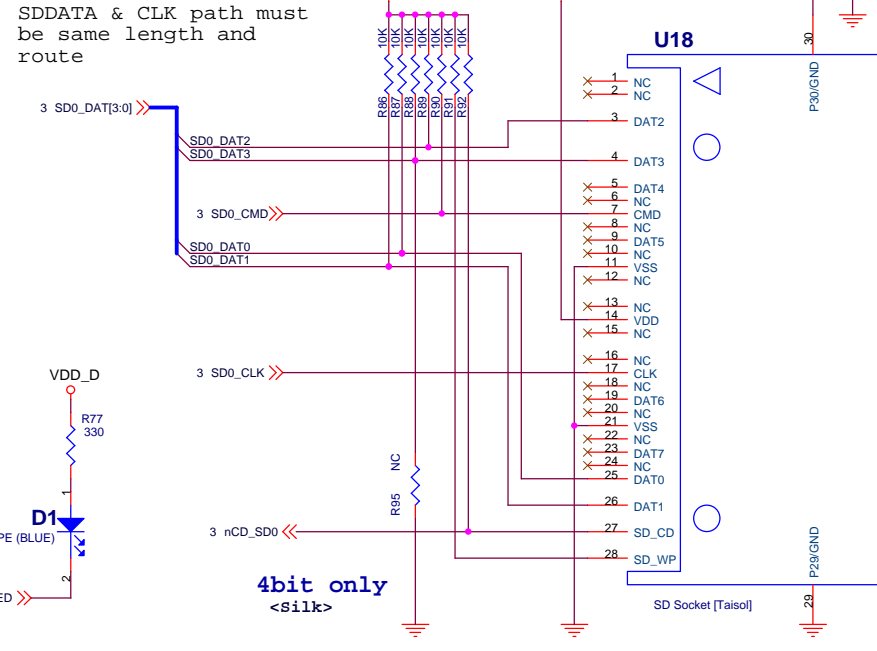 SDDATA & CLK path must
be same length and
route
3 SD0_DAT[3:0]
10K
10K
10K
10K
10K
10K
10K
R86
R87
R88
R89
R90
R91
R92
SD0_DAT2
SD0_DAT3
3 SD0_CMD
SD0_DAT0
SD0_DAT1
3 SD0_CLK
NC
R95
3 nCD_SD0
4bit only
<Silk>
VDD_D
R77
330
1
D1
PE (BLUE)
2
ED
U18
30
P30/GND
1 NC
2 NC
3 DAT2
4 DAT3
5 DAT4
6 NC
7 CMD
8 NC
9 DAT5
10 NC
11 VSS
12 NC
13 NC
14 VDD
15 NC
16 NC
17 CLK
18 NC
19 DAT6
20 NC
21 VSS
22 NC
23 DAT7
24 NC
25 DAT0
26 DAT1
27 SD_CD
28 SD_WP
P29/GND
29
SD Socket [Taisol]